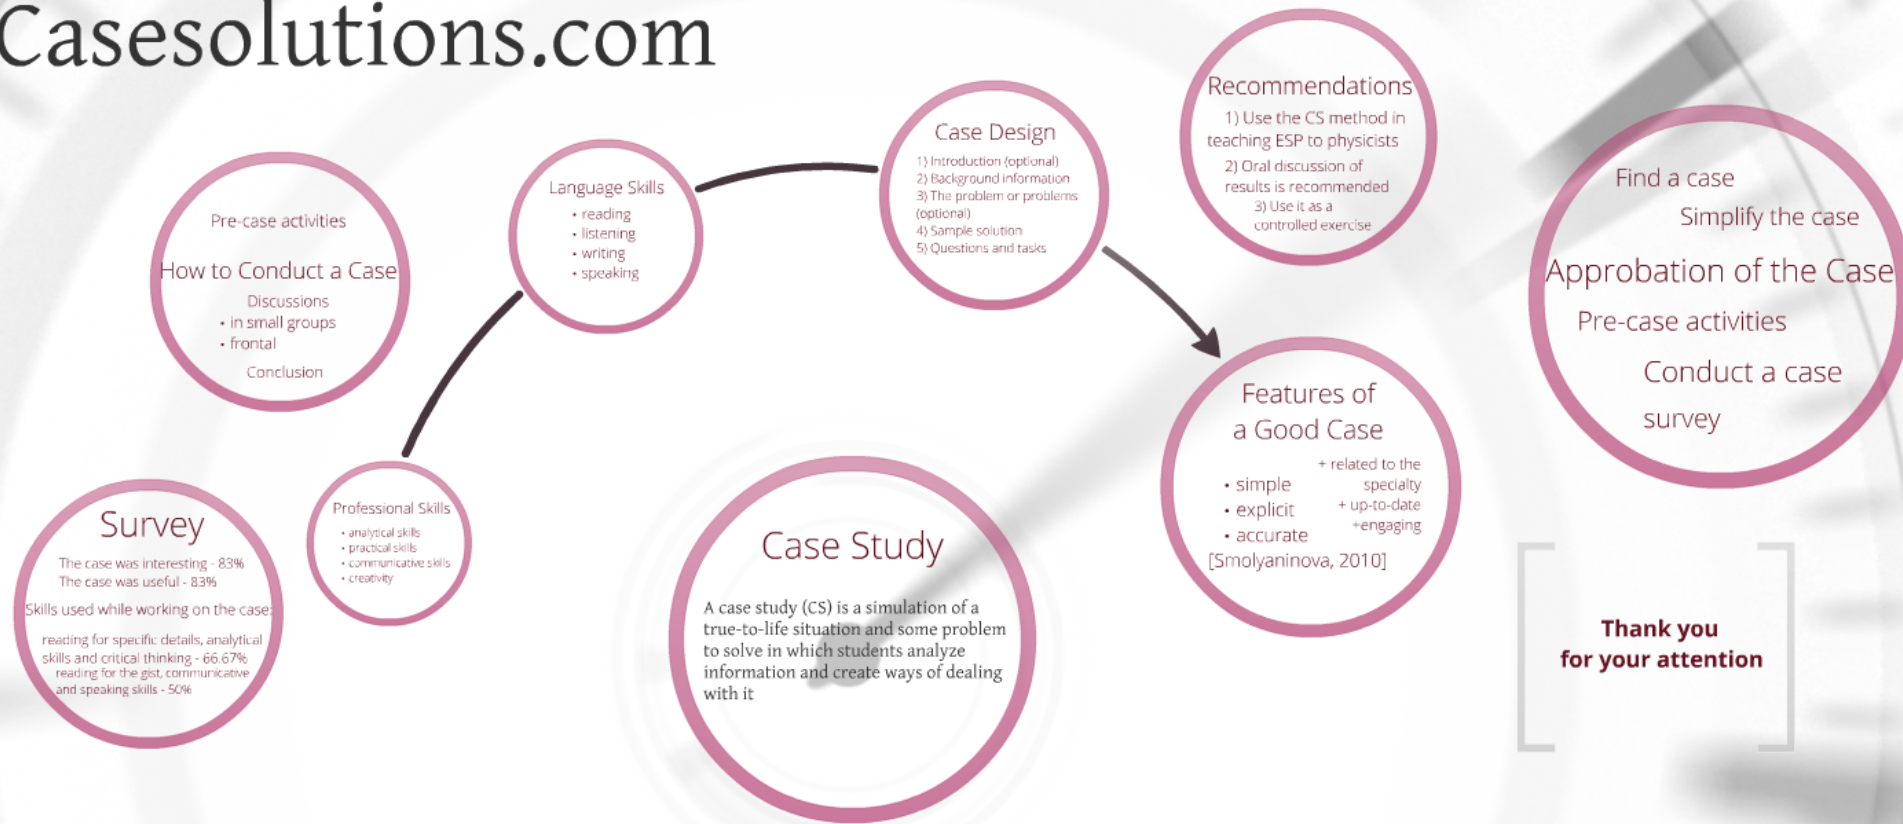 Casesolutions.com
Pre-case activities
How to Conduct a Case
Discussions
• in small groups
• frontal
Conclusion
Survey
The case was interesting - 83%
The case was useful - 83%
Skills used while working on the case:
reading for specific details, analytical
skills and critical thinking - 66.67%
reading for the gist, communicative
and speaking skills - 50%
Professional Skills
• analytical skills
• practical skills
• communicative skills
• creativity
Language Skills
• reading
• listening
• writing
• speaking
Case Design
1) Introduction (optional)
2) Background information
3) The problem or problems
(optional)
4) Sample solution
5) Questions and tasks
Case Study
A case study (CS) is a simulation of a
true-to-life situation and some problem
to solve in which students analyze
information and create ways of dealing
with it
Recommendations
1) Use the CS method in
teaching ESP to physicists
2) Oral discussion of
results is recommended
3) Use it as a
controlled exercise
Features of
a Good Case
• simple
• explicit
• accurate
+ related to the
specialty
+ up-to-date
+engaging
[Smolyaninova, 2010]
Find a case
Simplify the case
Approbation of the Case
Pre-case activities
Conduct a case
survey
Thank you
for your attention